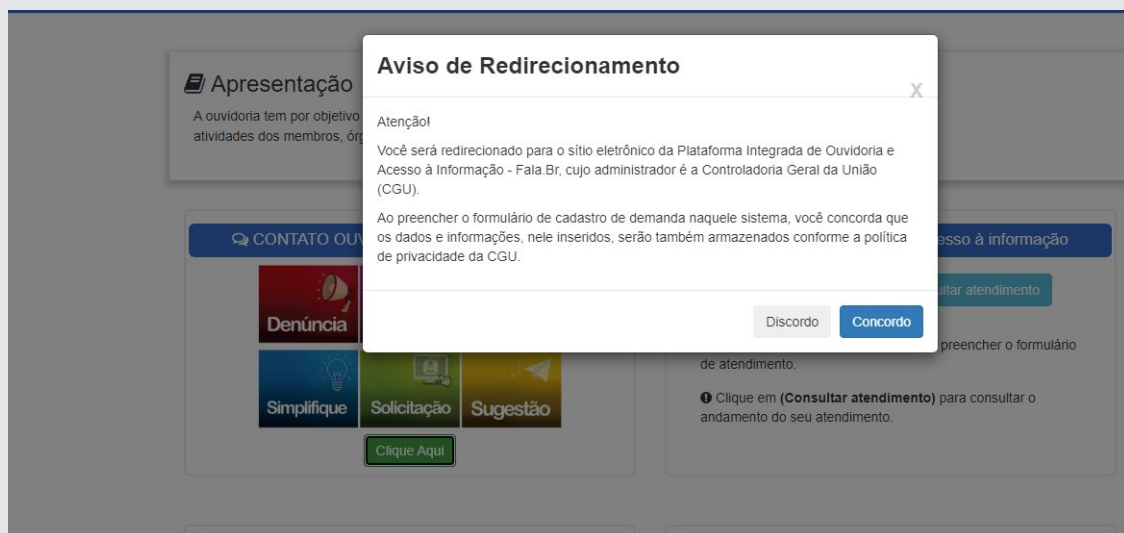 Aviso de Redirecionamento
X
Atenção!
Você será redirecionado para o sítio eletrônico da Plataforma Integrada de Ouvidoria e
Acesso à Informação - Fala.Br, cujo administrador é a Controladoria Geral da União
(CGU).
Ao preencher o formulário de cadastro de demanda naquele sistema, você concorda que
os dados e informações, nele inseridos, serão também armazenados conforme a política
de privacidade da CGU.
Discordo
Concordo
Apresentação
A ouvidoria tem por objetivo
atividades dos membros,
CONTATO
Denúncia
Simplifique
Solicitação
Sugestão
Clique Aqui
à informação
atendimento
preencher o formulário
de atendimento.
Clique em (Consultar atendimento) para consultar o
andamento do seu atendimento.